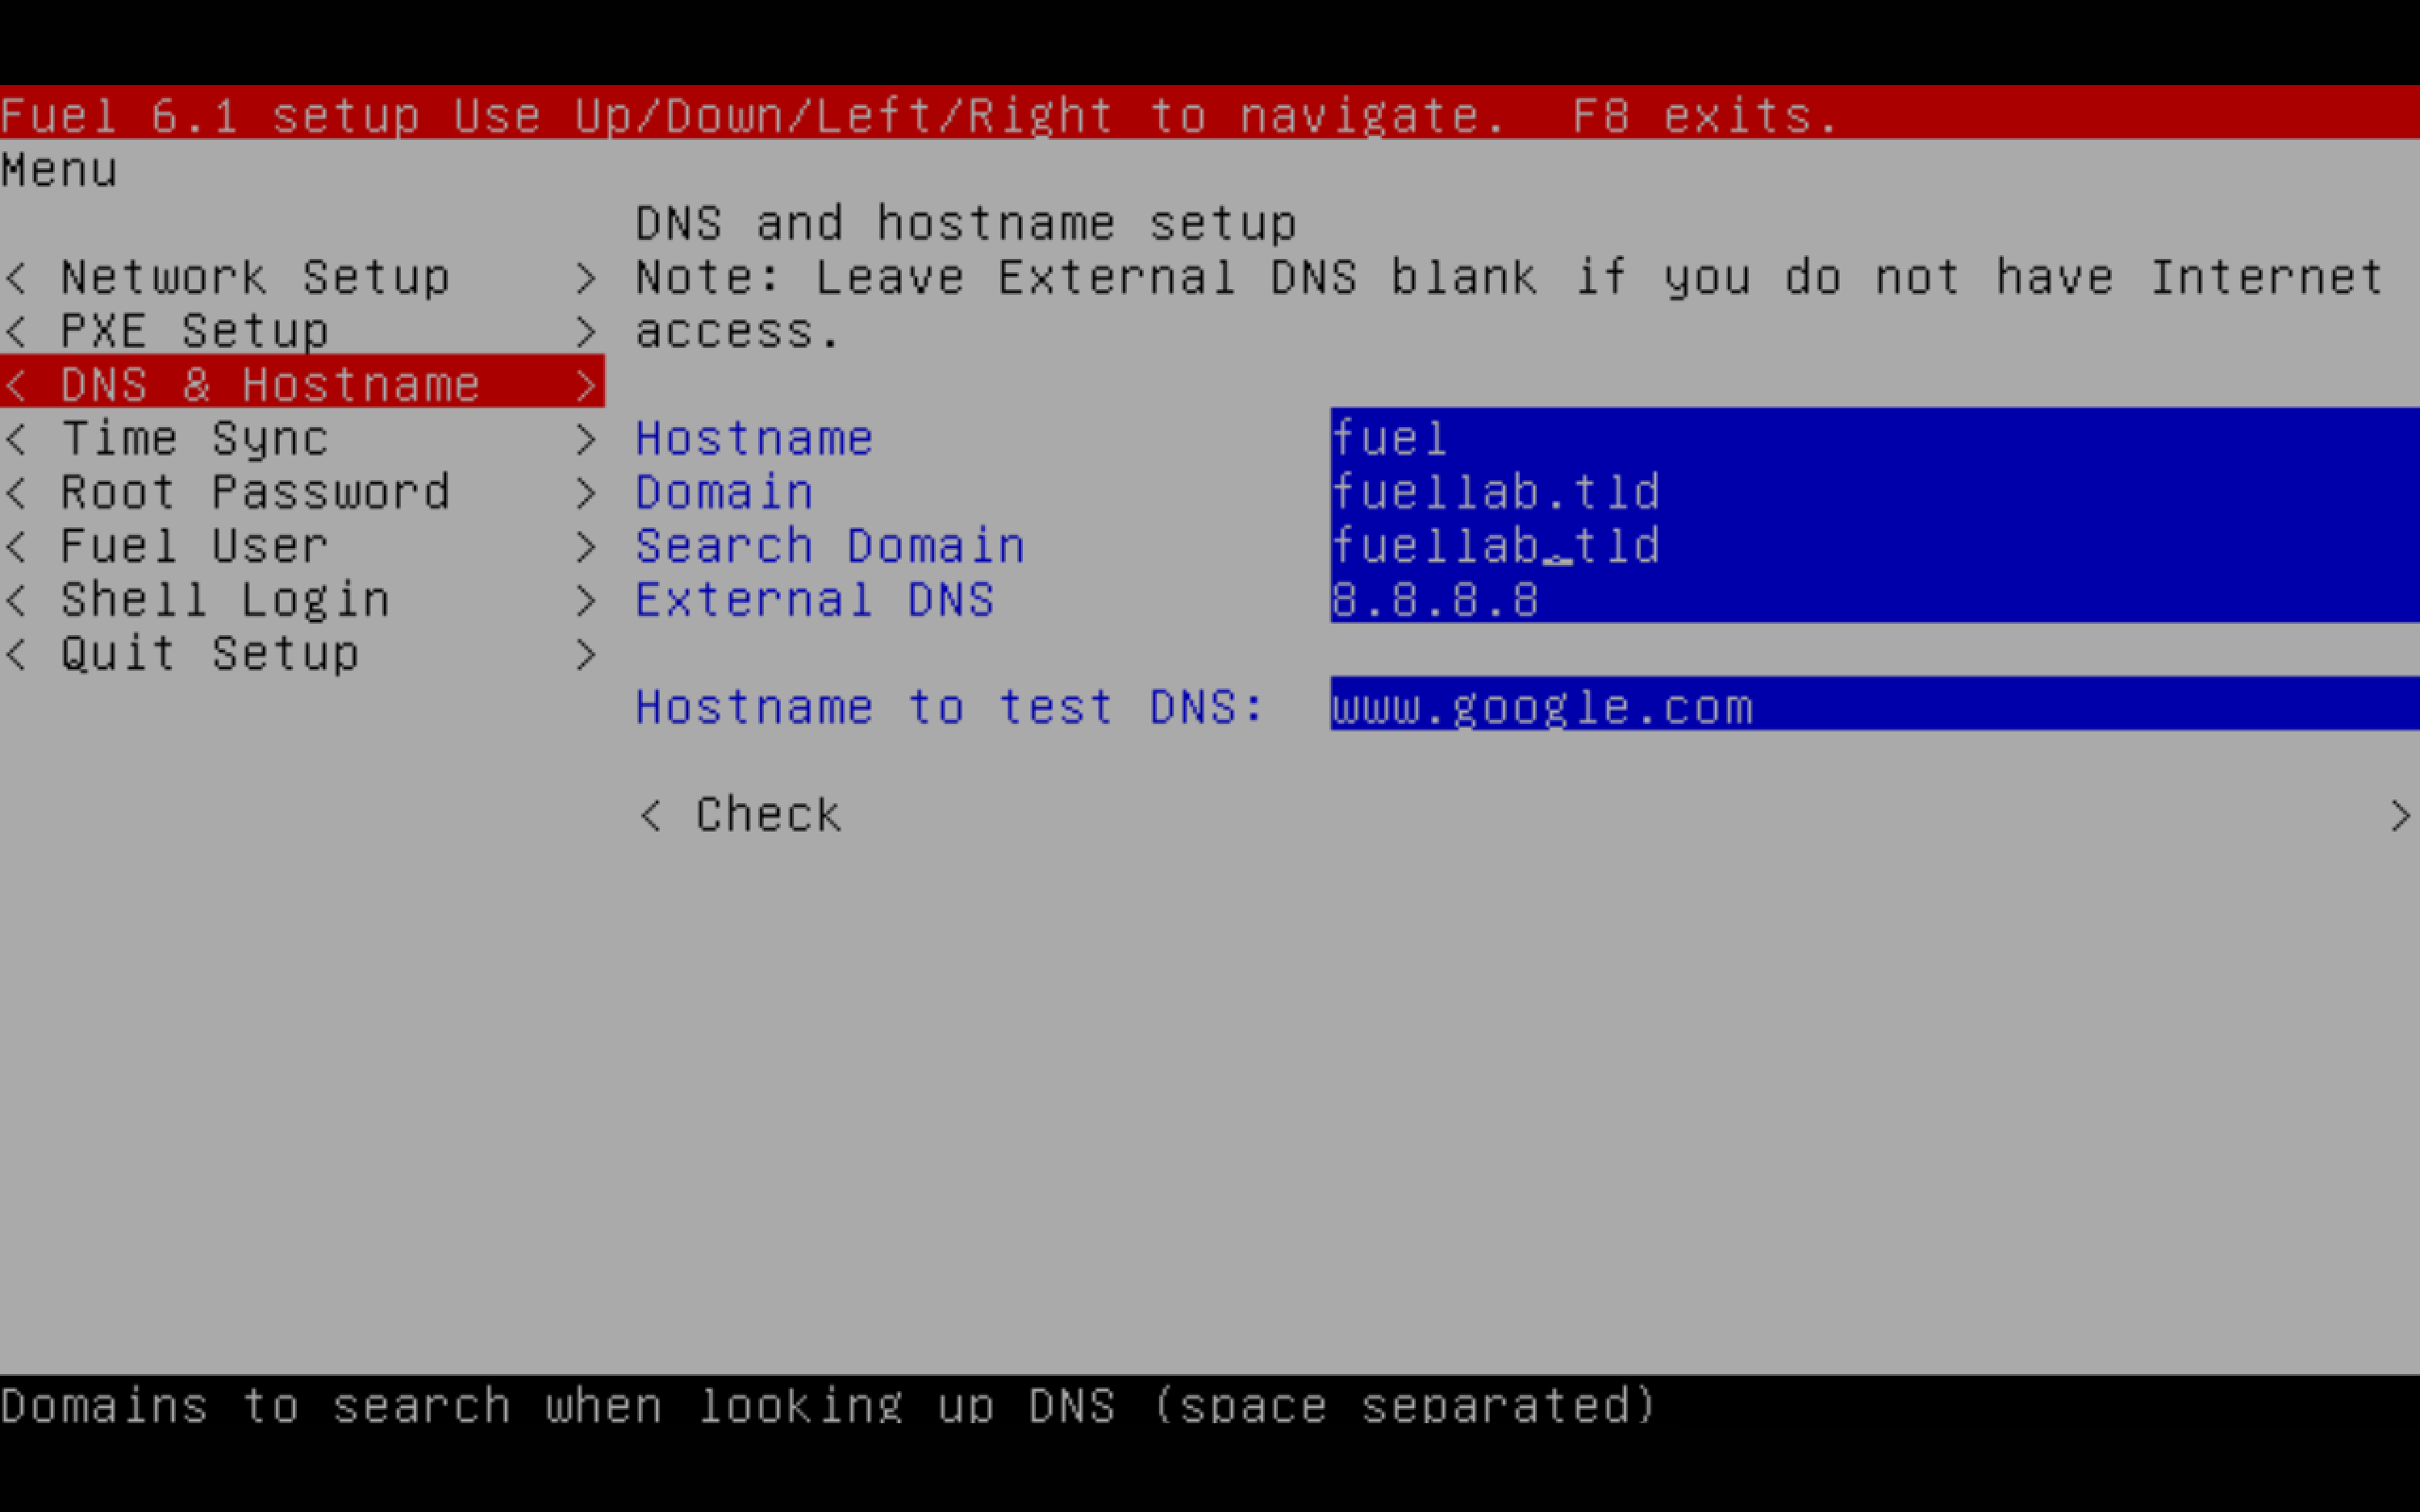 Fuel 6.1 setup Use Up/Down/Left/Right to navigate.  F8 exits.
Menu
DNS and hostname setup
< Network Setup    > Note: Leave External DNS blank if you do not have Internet
< PXE Setup        > access.
< DNS & Hostname   >
< Time Sync        > Hostname               fuel
< Root Password    > Domain                 fuellab.tld
< Fuel User        > Search Domain          fuellab.tld
< Shell Login      > External DNS           8.8.8.8
< Quit Setup       >
Hostname to test DNS:  www.google.com
< Check                                                    >
Domains to search when looking up DNS (space separated)